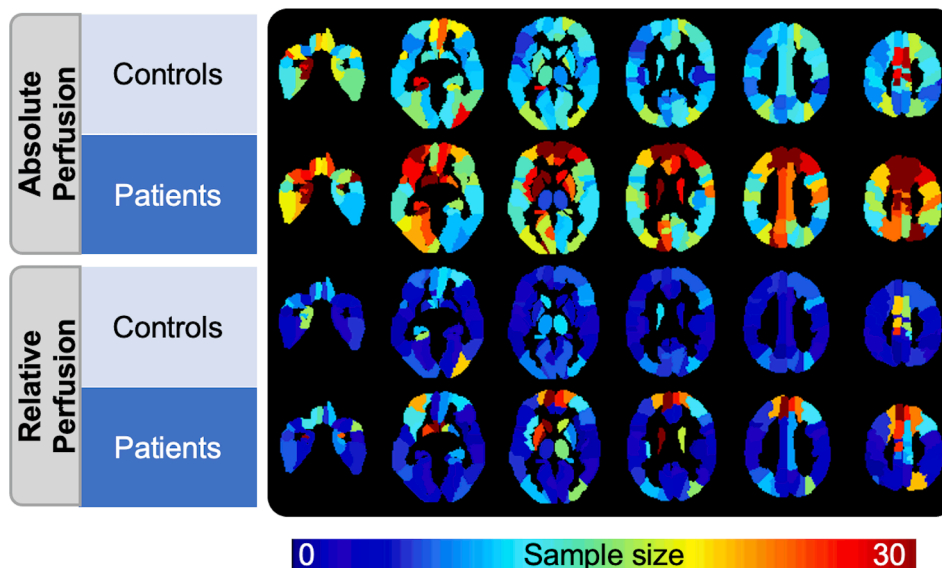 Absolute
Perfusion
Controls
Patients
Relative
Perfusion
Controls
Patients
0 Sample size 30